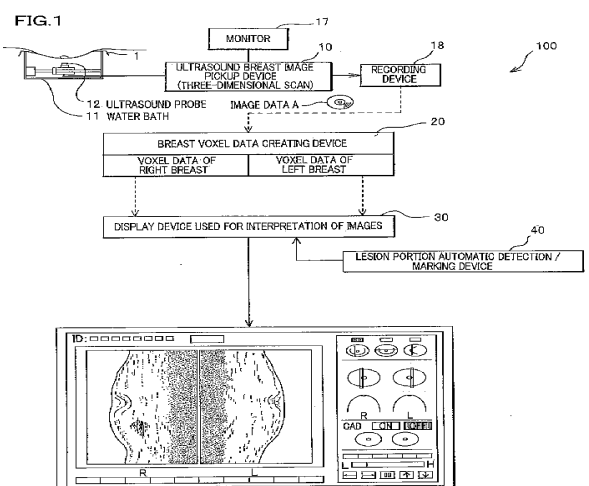 FIG.1
17
MONITOR
10
ULTRASOUND BREAST IMAGE
PICKUP DEVICE
(THREE-DIMENSIONAL SCAN)
18
RECORDING
DEVICE
100
1
12 ULTRASOUND PROBE
11 WATER BATH
IMAGE DATA A
20
BREAST VOXEL DATA CREATING DEVICE
VOXEL DATA OF
RIGHT BREAST
VOXEL DATA OF
LEFT BREAST
30
DISPLAY DEVICE USED FOR INTERPRETATION OF IMAGES
40
LESION PORTION AUTOMATIC DETECTION /
MARKING DEVICE
ID:
R L
CAD ON OFF
L H
R L